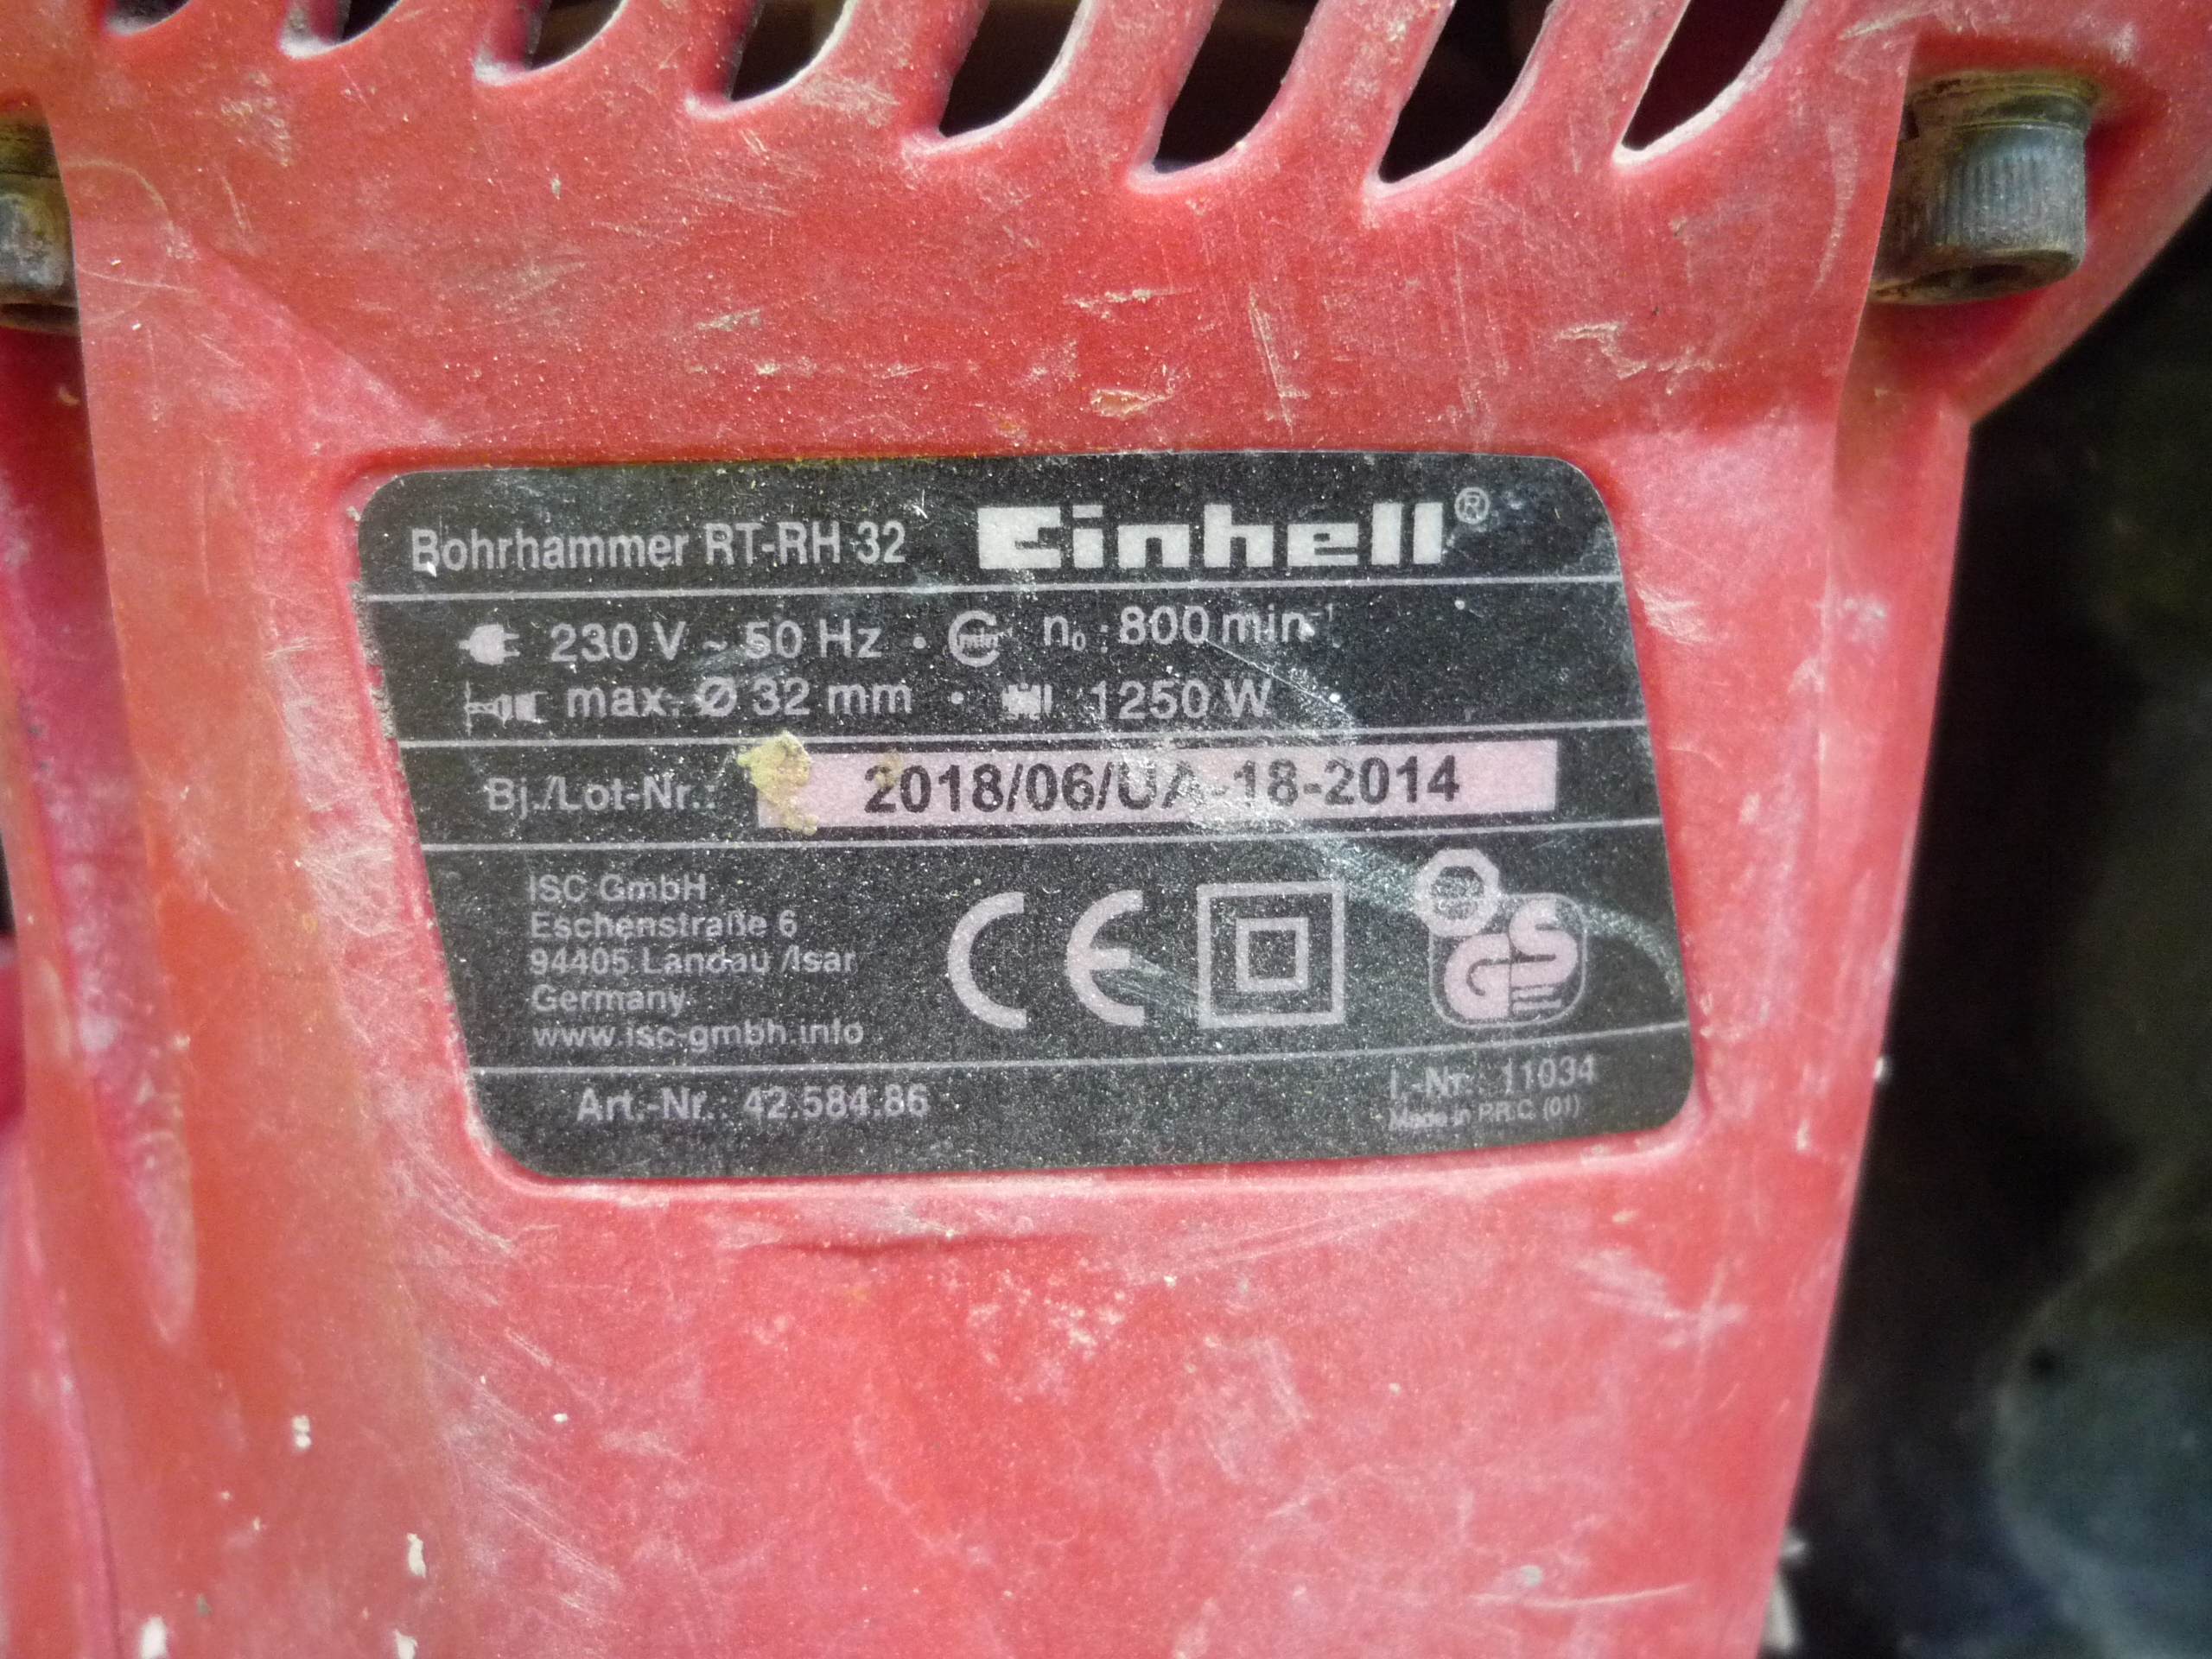 Bohrhammer RT-RH 32 Einhell®
230 V ~ 50 Hz • n₀ : 800 min⁻¹
max. Ø 32 mm • 1250 W
Bj./Lot-Nr.: 2018/06/UA-18-2014
ISC GmbH
Eschenstraße 6
94405 Landau /Isar
Germany
www.isc-gmbh.info
CE
GS
Art.-Nr.: 42.584.86
I.-Nr.: 11034
Made in P.R.C. (01)